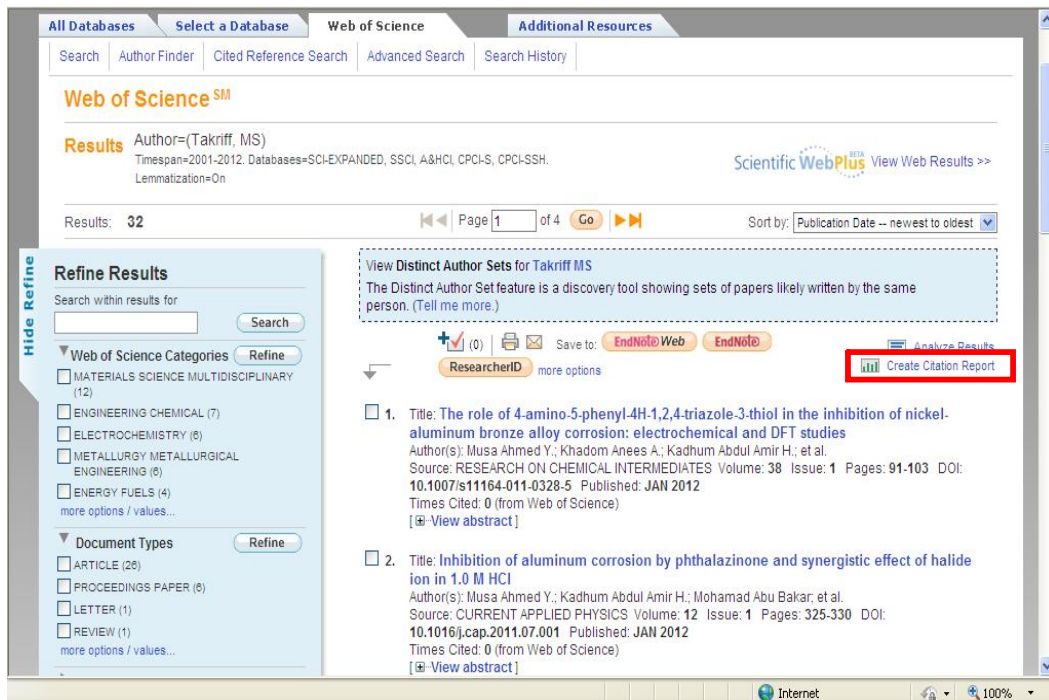 All Databases Select a Database Web of Science Additional Resources
Search Author Finder Cited Reference Search Advanced Search Search History
Web of Science SM
Results Author=(Takriff, MS)
Timespan=2001-2012. Databases=SCI-EXPANDED, SSCI, A&HCI, CPCI-S, CPCI-SSH.
Lemmatization=On
Scientific WebPlus BETA View Web Results >>
Results: 32 Page 1 of 4 Go Sort by: Publication Date -- newest to oldest
Hide Refine
Refine Results
Search within results for
Search
Web of Science Categories Refine
MATERIALS SCIENCE MULTIDISCIPLINARY
(12)
ENGINEERING CHEMICAL (7)
ELECTROCHEMISTRY (6)
METALLURGY METALLURGICAL
ENGINEERING (6)
ENERGY FUELS (4)
more options / values...
Document Types Refine
ARTICLE (26)
PROCEEDINGS PAPER (6)
LETTER (1)
REVIEW (1)
more options / values...
View Distinct Author Sets for Takriff MS
The Distinct Author Set feature is a discovery tool showing sets of papers likely written by the same
person. (Tell me more.)
(0) Save to: EndNote Web EndNote
ResearcherID more options
Analyze Results
Create Citation Report
1. Title: The role of 4-amino-5-phenyl-4H-1,2,4-triazole-3-thiol in the inhibition of nickel-
aluminum bronze alloy corrosion: electrochemical and DFT studies
Author(s): Musa Ahmed Y.; Khadom Anees A.; Kadhum Abdul Amir H.; et al.
Source: RESEARCH ON CHEMICAL INTERMEDIATES Volume: 38 Issue: 1 Pages: 91-103 DOI:
10.1007/s11164-011-0328-5 Published: JAN 2012
Times Cited: 0 (from Web of Science)
[ View abstract ]
2. Title: Inhibition of aluminum corrosion by phthalazinone and synergistic effect of halide
ion in 1.0 M HCl
Author(s): Musa Ahmed Y.; Kadhum Abdul Amir H.; Mohamad Abu Bakar; et al.
Source: CURRENT APPLIED PHYSICS Volume: 12 Issue: 1 Pages: 325-330 DOI:
10.1016/j.cap.2011.07.001 Published: JAN 2012
Times Cited: 0 (from Web of Science)
[ View abstract ]
Internet 100%